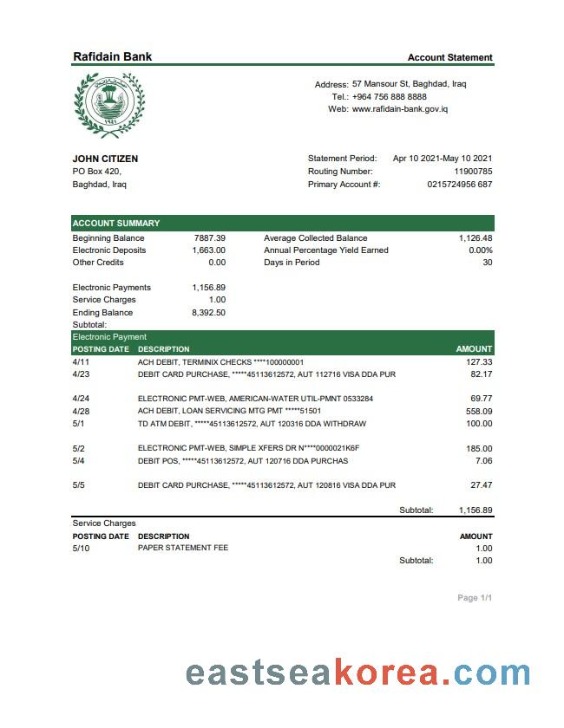 Rafidain Bank
Account Statement
Address: 57 Mansour St, Baghdad, Iraq
Tel.: +964 756 888 8888
Web: www.rafidain-bank.gov.iq
JOHN CITIZEN
PO Box 420,
Baghdad, Iraq
Statement Period: Apr 10 2021-May 10 2021
Routing Number: 11900785
Primary Account #: 0215724956 687
ACCOUNT SUMMARY
Beginning Balance 7887.39 Average Collected Balance 1,126.48
Electronic Deposits 1,663.00 Annual Percentage Yield Earned 0.00%
Other Credits 0.00 Days in Period 30
Electronic Payments 1,156.89
Service Charges 1.00
Ending Balance 8,392.50
Subtotal:
Electronic Payment
POSTING DATE DESCRIPTION AMOUNT
4/11 ACH DEBIT, TERMINIX CHECKS ****100000001 127.33
4/23 DEBIT CARD PURCHASE, *****45113612572, AUT 112716 VISA DDA PUR 82.17
4/24 ELECTRONIC PMT-WEB, AMERICAN-WATER UTIL-PMNT 0533284 69.77
4/28 ACH DEBIT, LOAN SERVICING MTG PMT *****51501 558.09
5/1 TD ATM DEBIT, *****45113612572, AUT 120316 DDA WITHDRAW 100.00
5/2 ELECTRONIC PMT-WEB, SIMPLE XFERS DR N****0000021K6F 185.00
5/4 DEBIT POS, *****45113612572, AUT 120716 DDA PURCHAS 7.06
5/5 DEBIT CARD PURCHASE, *****45113612572, AUT 120816 VISA DDA PUR 27.47
Subtotal: 1,156.89
Service Charges
POSTING DATE DESCRIPTION AMOUNT
5/10 PAPER STATEMENT FEE 1.00
Subtotal: 1.00
Page 1/1
eastseakorea.com